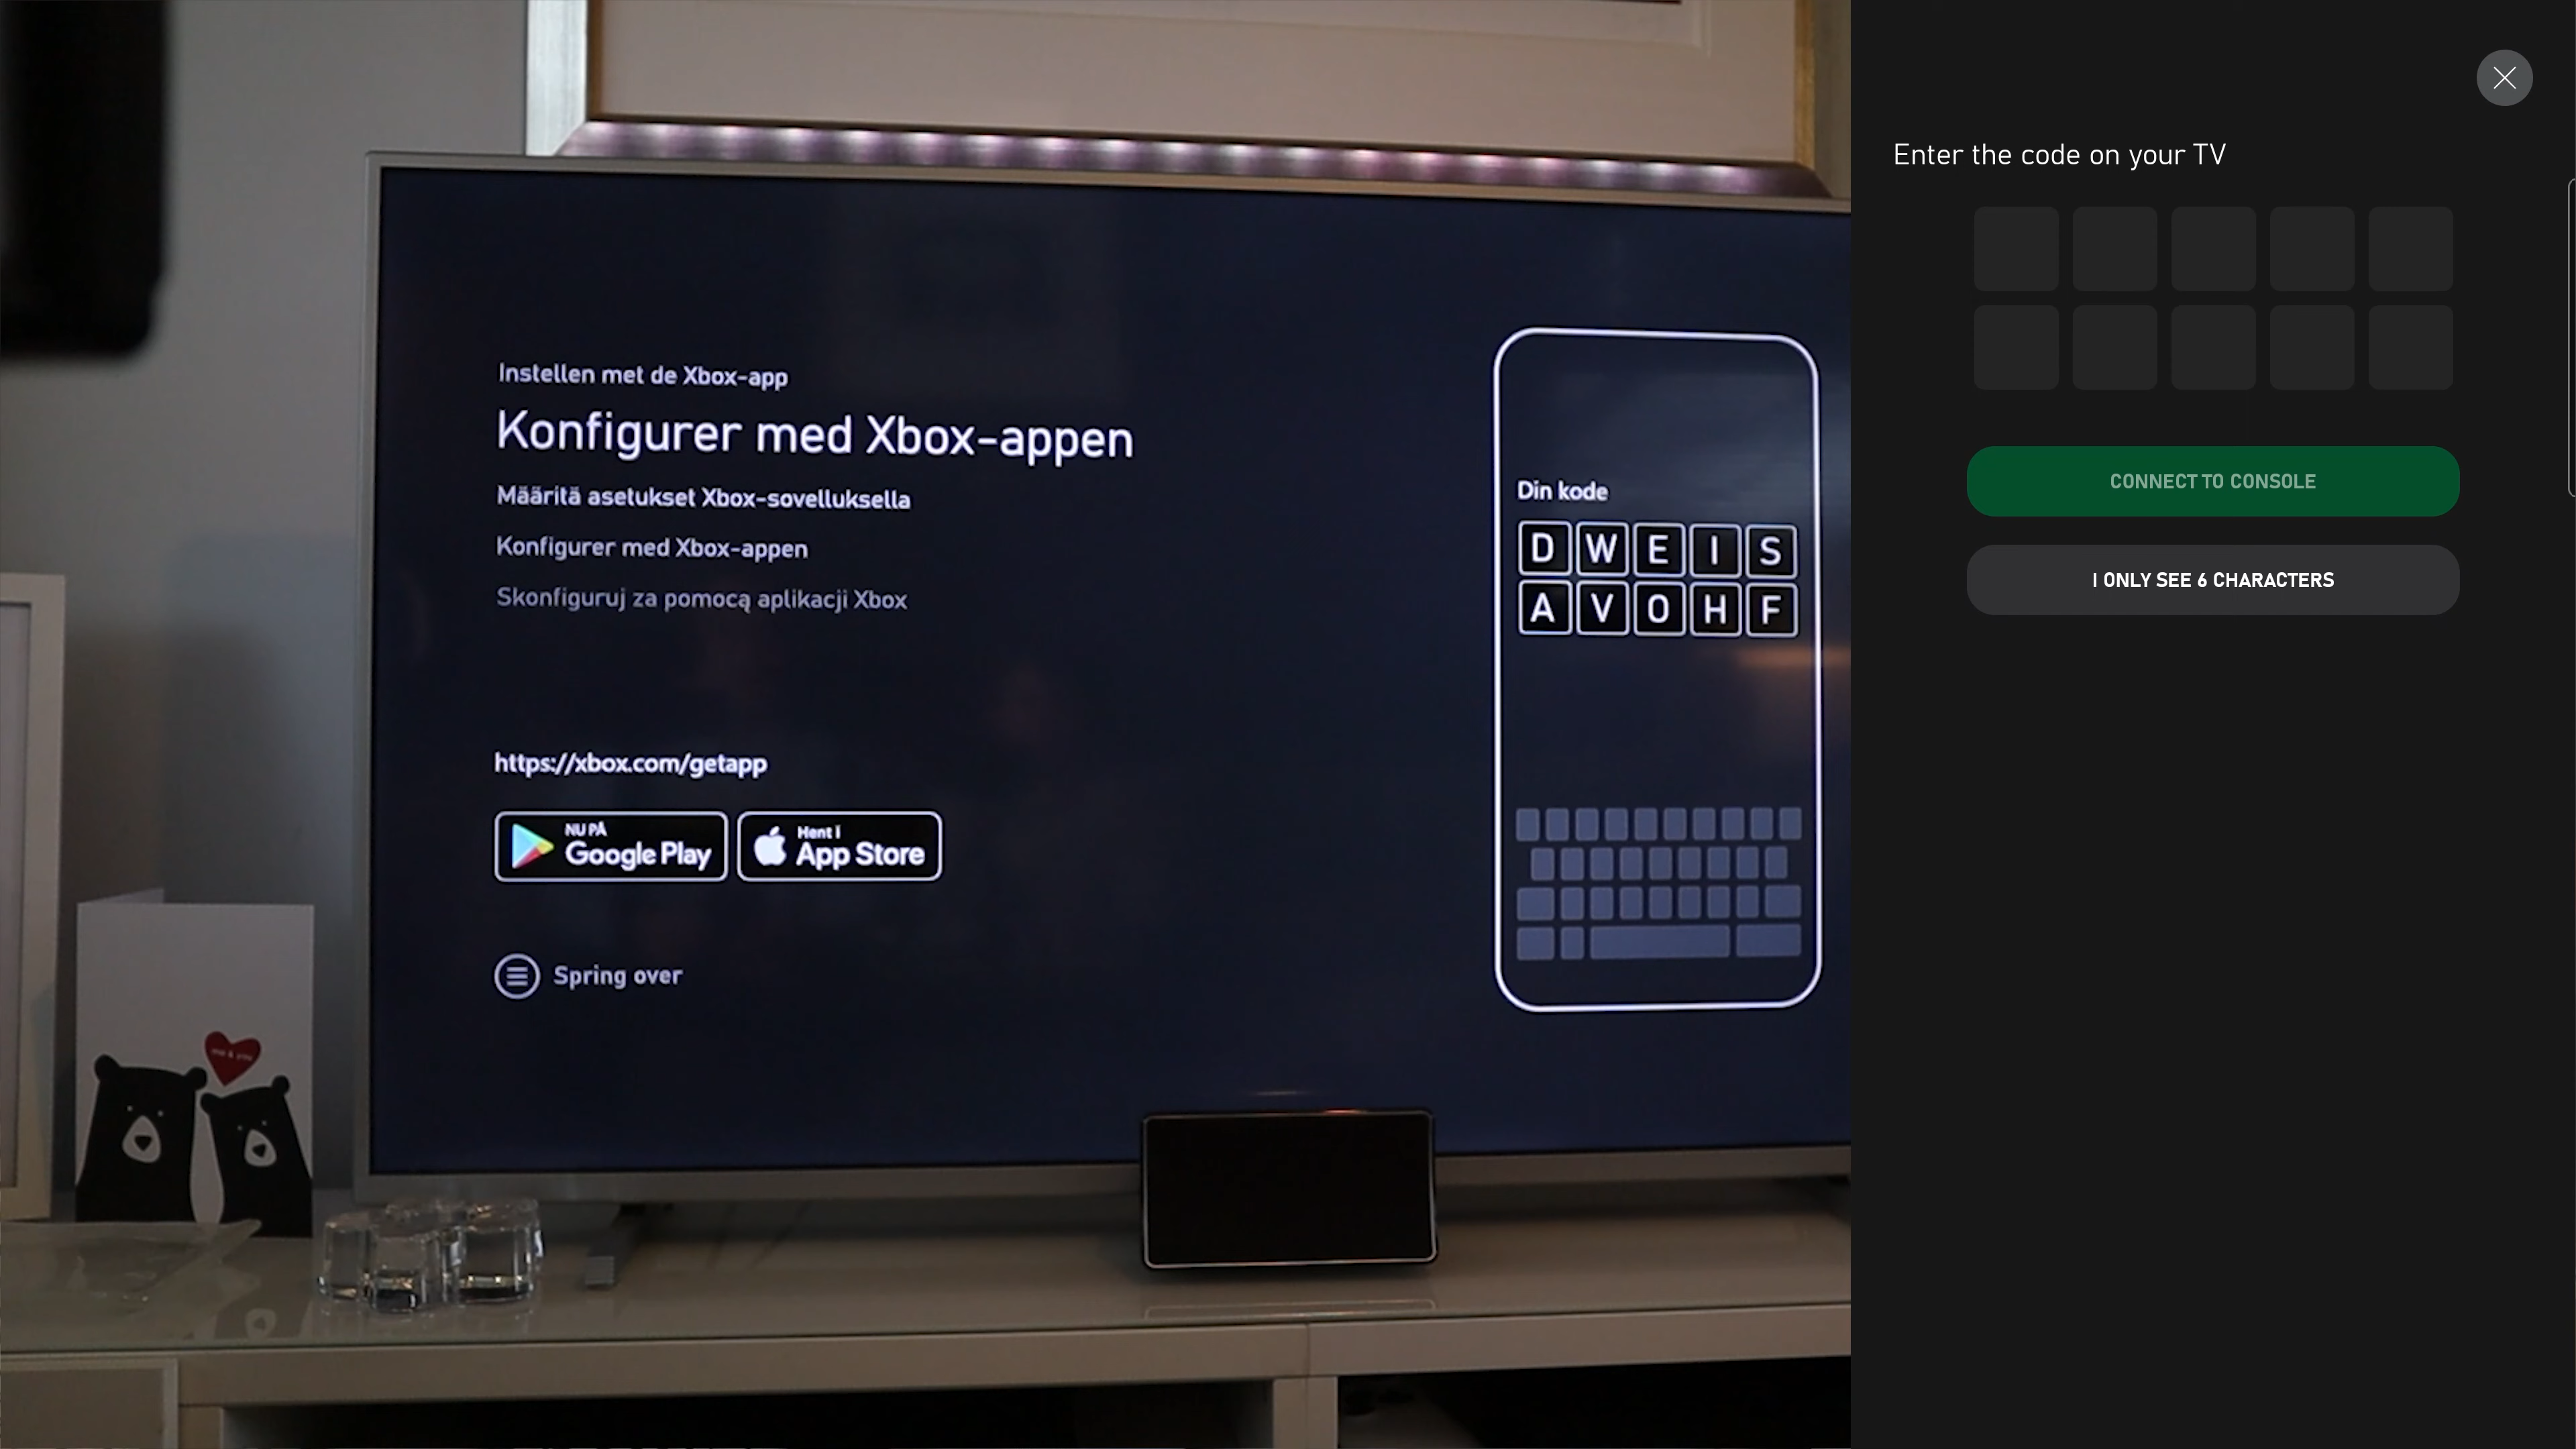 Instellen met de Xbox-app
Konfigurer med Xbox-appen
Määritä asetukset Xbox-sovelluksella
Konfigurer med Xbox-appen
Skonfiguruj za pomocą aplikacji Xbox
https://xbox.com/getapp
NU PÅ
Google Play
Hent i
App Store
Spring over
Din kode
D W E I S
A V O H F
me & you
Enter the code on your TV
CONNECT TO CONSOLE
I ONLY SEE 6 CHARACTERS